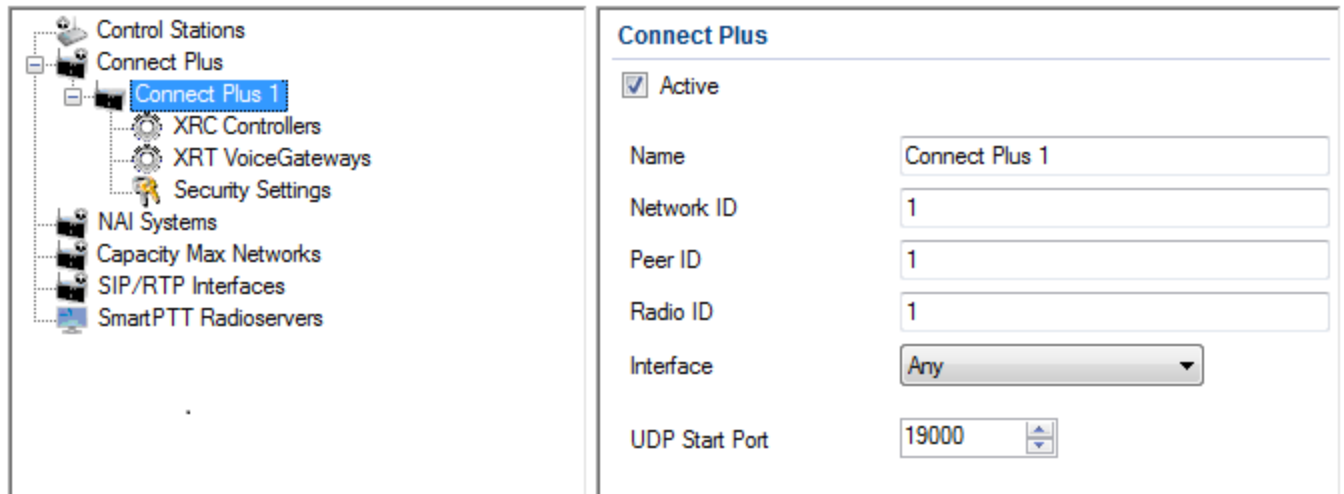 Control Stations
Connect Plus
Connect Plus 1
XRC Controllers
XRT VoiceGateways
Security Settings
NAI Systems
Capacity Max Networks
SIP/RTP Interfaces
SmartPTT Radioservers
Connect Plus
Active
Name Connect Plus 1
Network ID 1
Peer ID 1
Radio ID 1
Interface Any
UDP Start Port 19000